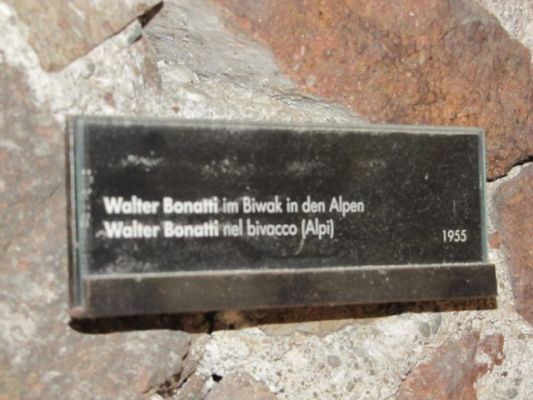 Walter Bonatti im Biwak in den Alpen
Walter Bonatti nel bivacco (Alpi)
1955